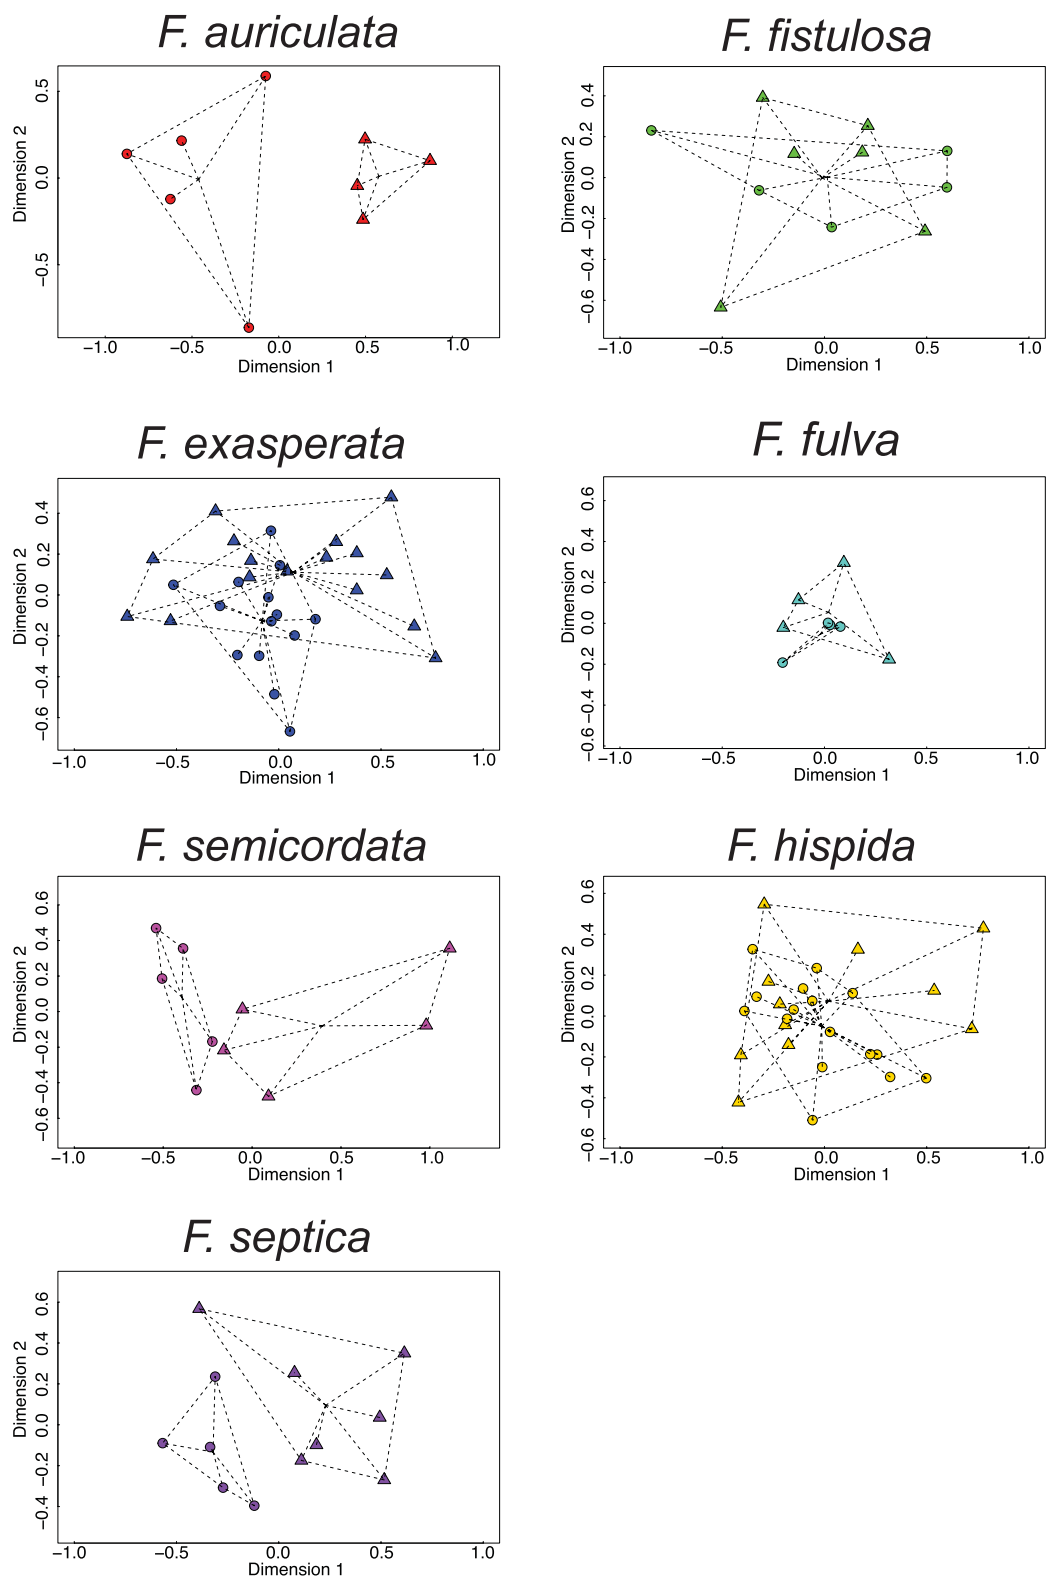 F. auriculata
Dimension 2
0.5
0.0
−0.5
−1.0 −0.5 0.0 0.5 1.0
Dimension 1
F. fistulosa
Dimension 2
0.4
0.2
0.0
−0.2
−0.4
−0.6
−1.0 −0.5 0.0 0.5 1.0
Dimension 1
F. exasperata
Dimension 2
0.4
0.2
0.0
−0.2
−0.4
−0.6
−1.0 −0.5 0.0 0.5 1.0
Dimension 1
F. fulva
Dimension 2
0.6
0.4
0.2
0.0
−0.2
−0.4
−0.6
−1.0 −0.5 0.0 0.5 1.0
Dimension 1
F. semicordata
Dimension 2
0.6
0.4
0.2
0.0
−0.2
−0.4
−0.6
−1.0 −0.5 0.0 0.5 1.0
Dimension 1
F. hispida
Dimension 2
0.6
0.4
0.2
0.0
−0.2
−0.4
−0.6
−1.0 −0.5 0.0 0.5 1.0
Dimension 1
F. septica
Dimension 2
0.6
0.4
0.2
0.0
−0.2
−0.4
−1.0 −0.5 0.0 0.5 1.0
Dimension 1